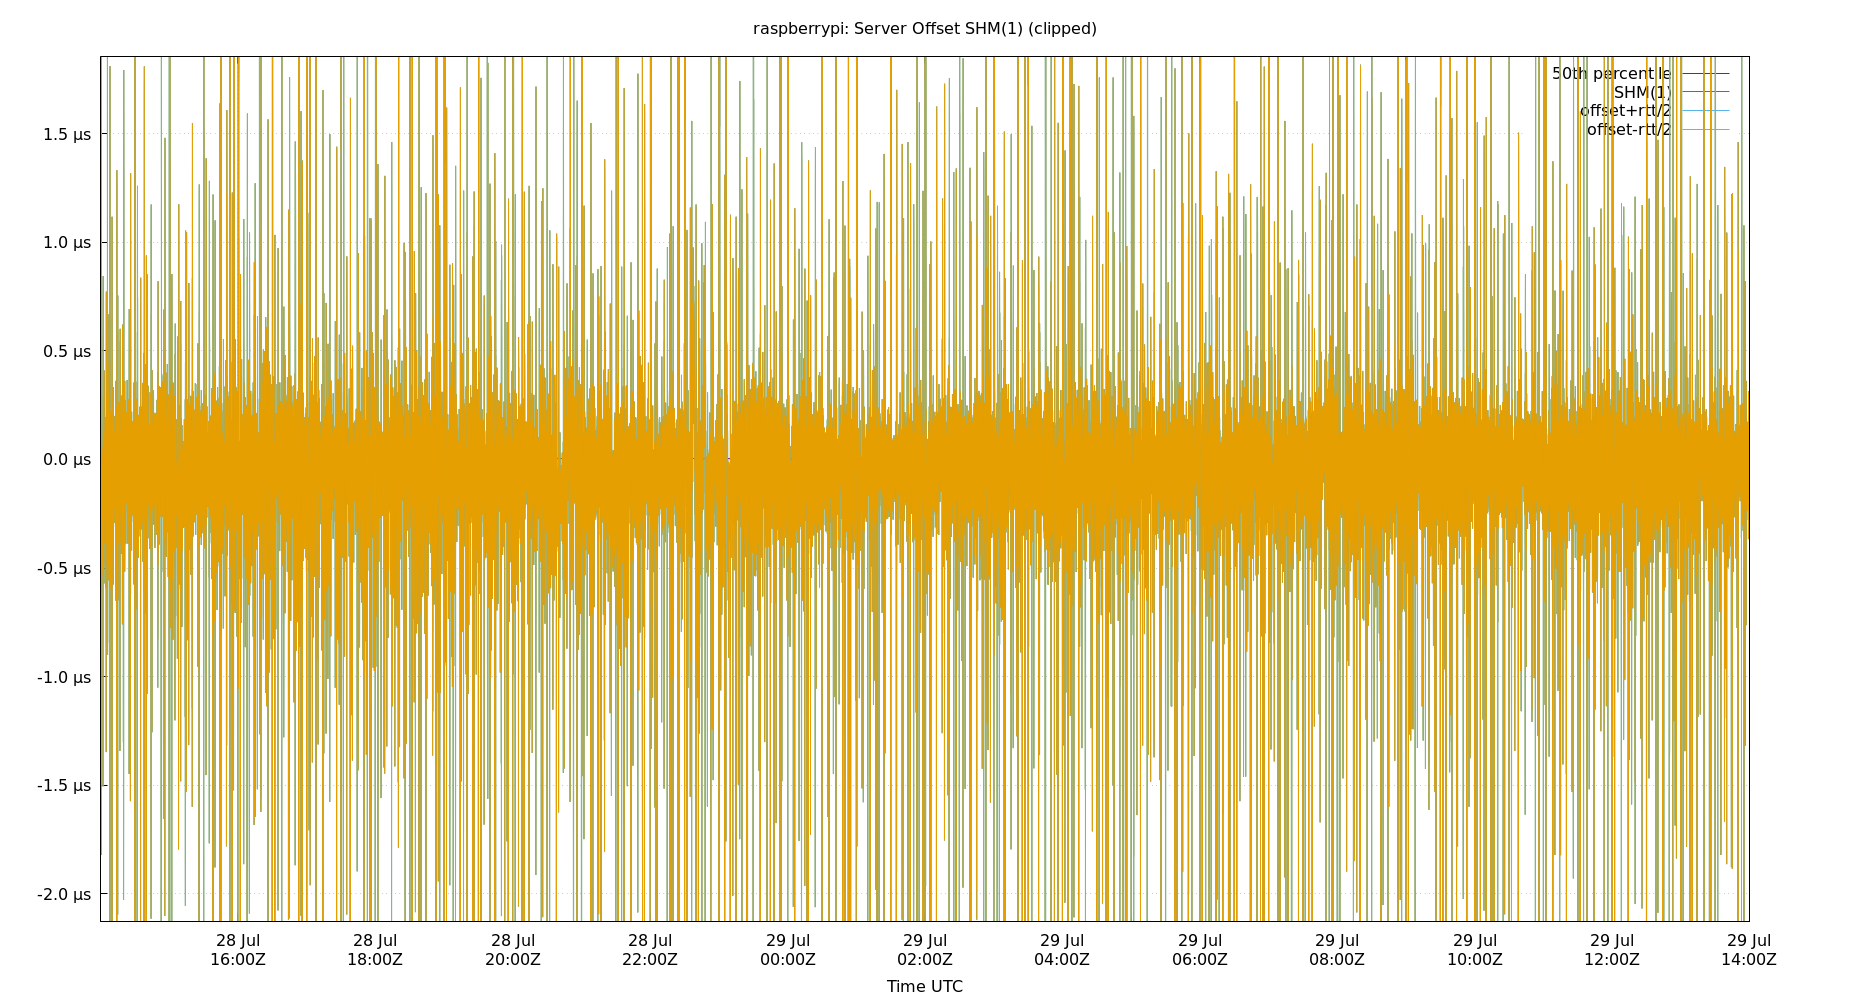 raspberrypi: Server Offset SHM(1) (clipped)
50th percentile
SHM(1)
offset+rtt/2
offset-rtt/2
1.5 µs
1.0 µs
0.5 µs
0.0 µs
-0.5 µs
-1.0 µs
-1.5 µs
-2.0 µs
28 Jul 28 Jul 28 Jul 28 Jul 29 Jul 29 Jul 29 Jul 29 Jul 29 Jul 29 Jul 29 Jul 29 Jul
16:00Z 18:00Z 20:00Z 22:00Z 00:00Z 02:00Z 04:00Z 06:00Z 08:00Z 10:00Z 12:00Z 14:00Z
Time UTC